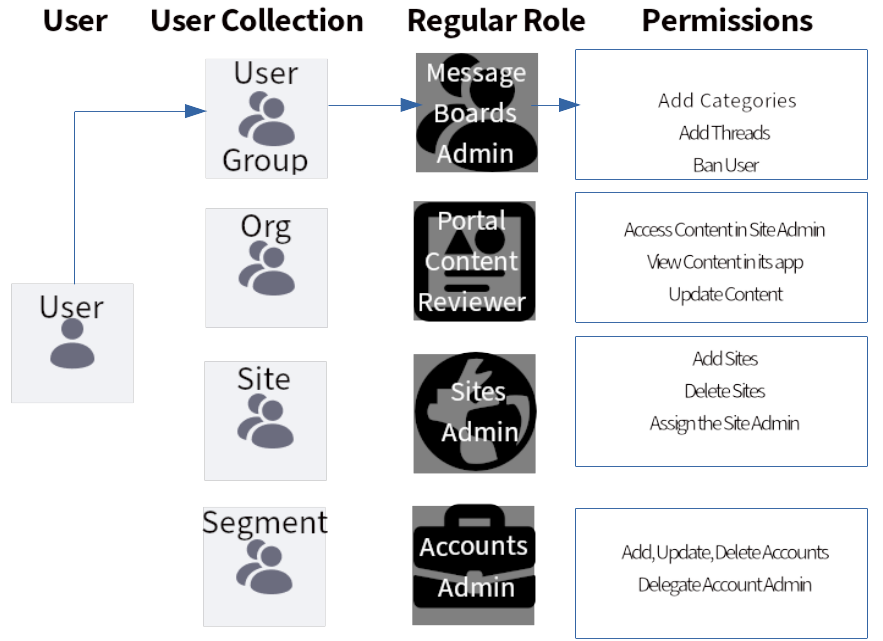 User
User Collection
Regular Role
Permissions
User
Group
Message
Boards
Admin
Add Categories
Add Threads
Ban User
Org
Portal
Content
Reviewer
Access Content in Site Admin
View Content in its app
Update Content
User
Site
Sites
Admin
Add Sites
Delete Sites
Assign the Site Admin
Segment
Accounts
Admin
Add, Update, Delete Accounts
Delegate Account Admin